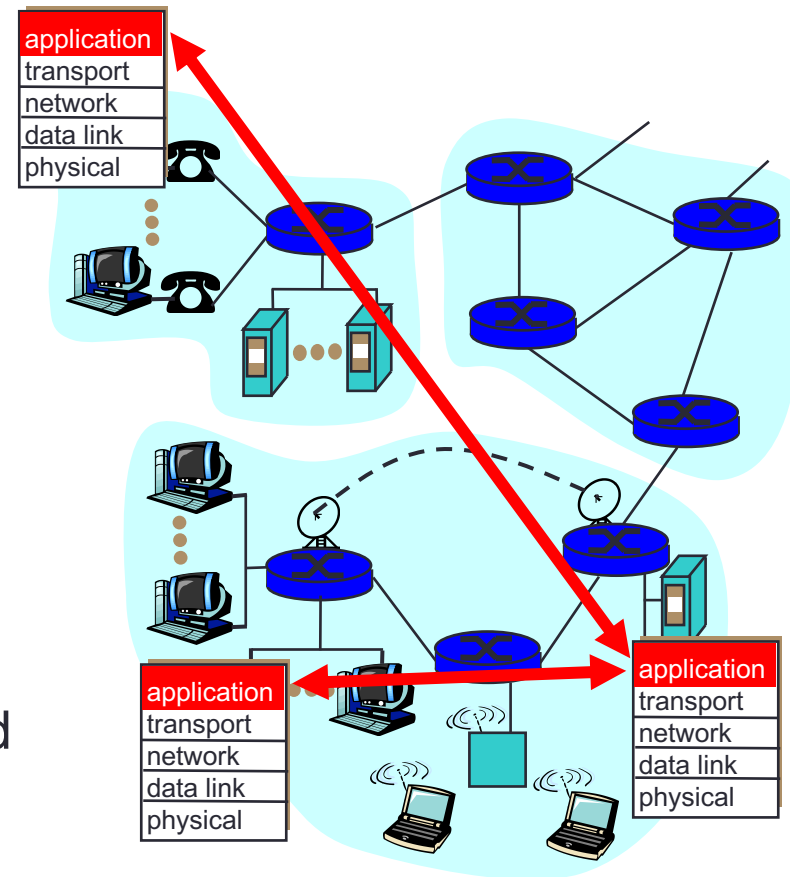 application
transport
network
data link
physical
application
transport
network
data link
physical
d
application
transport
network
data link
physical